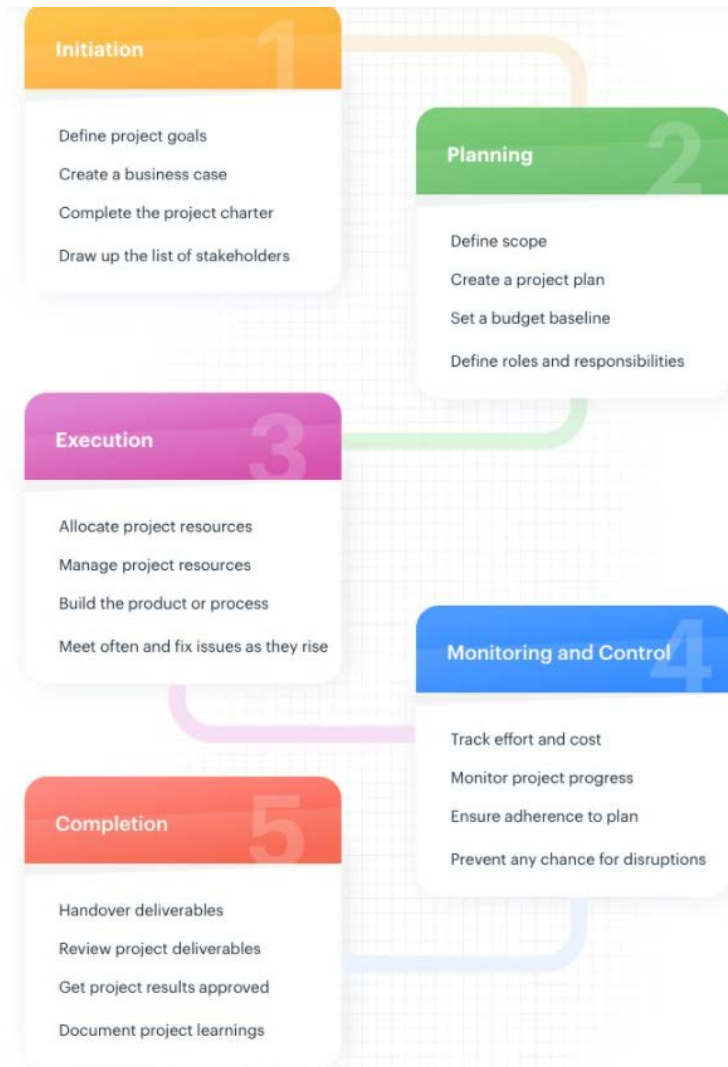 Initiation
1
Define project goals
Create a business case
Complete the project charter
Draw up the list of stakeholders
Planning
2
Define scope
Create a project plan
Set a budget baseline
Define roles and responsibilities
Execution
3
Allocate project resources
Manage project resources
Build the product or process
Meet often and fix issues as they rise
Monitoring and Control
4
Track effort and cost
Monitor project progress
Ensure adherence to plan
Prevent any chance for disruptions
Completion
5
Handover deliverables
Review project deliverables
Get project results approved
Document project learnings